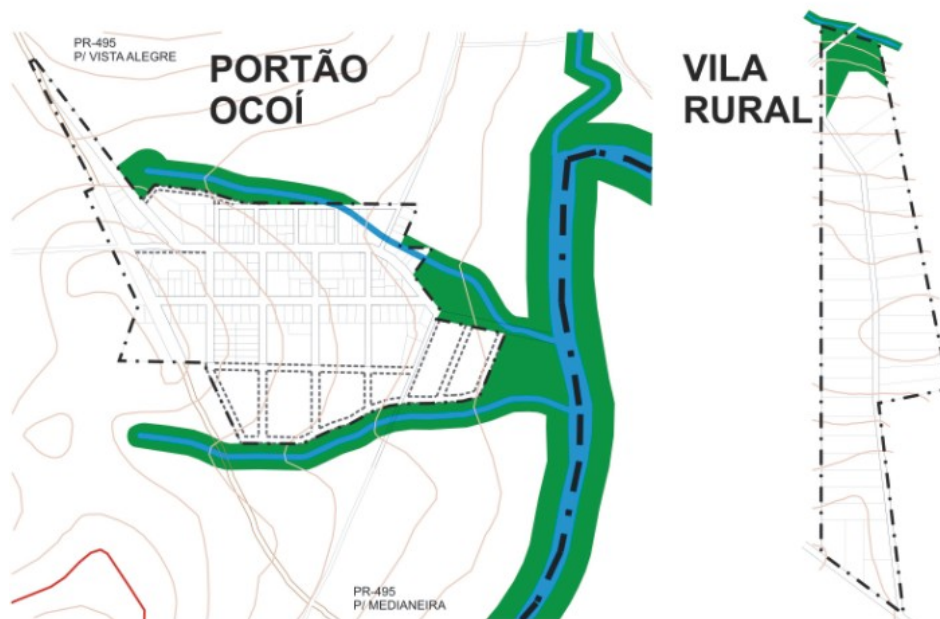 PR-495
P/ VISTA ALEGRE
PORTÃO
OCOÍ
VILA
RURAL
PR-495
P/ MEDIANEIRA